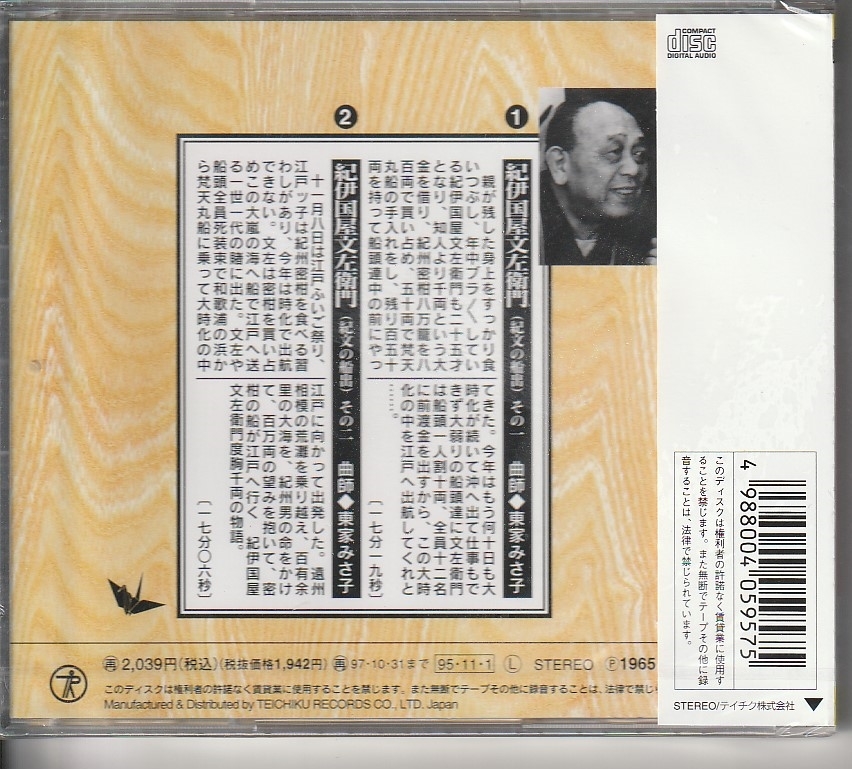 COMPACT
disc
DIGITAL AUDIO
1
紀伊国屋文左衛門(紀文の船出)その一 曲師◆東家みさ子
親が残した身上をすっかり食
いつぶし、年中ブラ〱してい
る紀伊国屋文左衛門も二十五才
となり、知人より千両という大
金を借り、紀州密柑八万籠を八
百両で買い占め、五十両で梵天
丸船の手入れをし、残り百五十
両を持って船頭連中の前にやっ
てきた。今年はもう何十日も大
時化が続いて沖へ出て仕事もで
きず大弱りの船頭達に文左衛門
は船頭一人割十両、全員十二名
に前渡金を出すから、この大時
化の中を江戸へ出航してくれと
……。
〔一七分一九秒〕
2
紀伊国屋文左衛門(紀文の船出)その二 曲師◆東家みさ子
十一月八日は江戸ふいご祭り、
江戸ッ子は紀州密柑を食べる習
わしがあり、今年は時化で出航
できない。文左は密柑を買い占
めこの大嵐の海へ船で江戸へ送
る一世一代の賭に出た。文左や
船頭全員死装束で和歌浦の浜か
ら梵天丸船に乗って大時化の中
江戸に向かって出発した。遠州
相模の荒灘を乗り越え、百有余
里の大海を、紀州男の命をかけ
て、百万両の望みを抱いて、密
柑の船が江戸へ行く 紀伊国屋
文左衛門度胸千両の物語。
〔一七分〇六秒〕
再2,039円(税込)(税抜価格1,942円)再97・10・31まで 95・11・1 Ⓛ STEREO Ⓟ1965
このディスクは権利者の許諾なく賃貸業に使用することを禁じます。また無断でテープその他に録音することは、法律で禁じら
Manufactured & Distributed by TEICHIKU RECORDS CO., LTD. Japan
このディスクは権利者の許諾なく賃貸業に使用す
ることを禁じます。また無断でテープその他に録
音することは、法律で禁じられています。
4 988004 059575
STEREO/テイチク株式会社